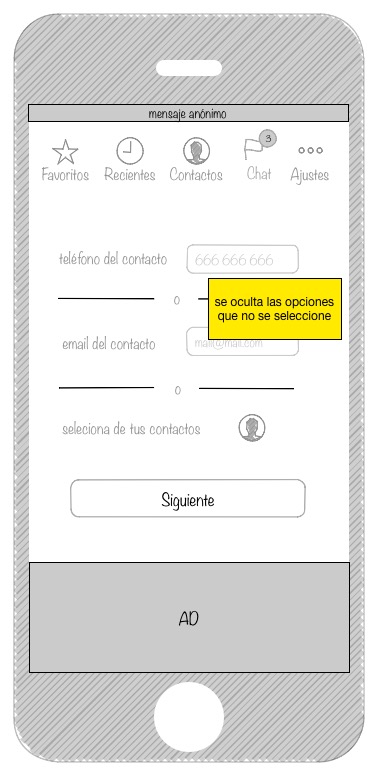 mensaje anónimo
3
Favoritos Recientes Contactos Chat Ajustes
teléfono del contacto 666 666 666
o
se oculta las opciones
que no se seleccione
email del contacto mail@mail.com
o
seleciona de tus contactos
Siguiente
AD